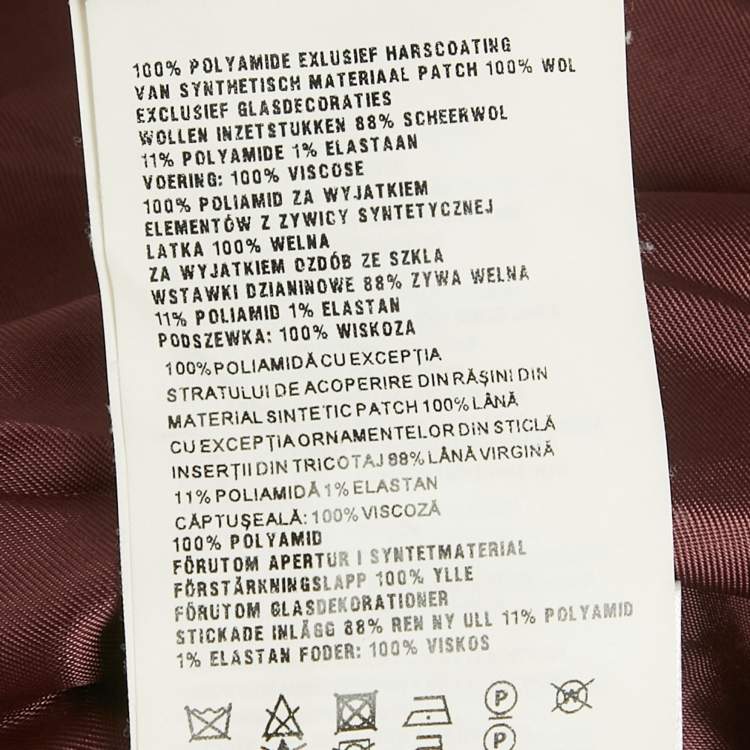 100% POLYAMIDE EXLUSIEF HARSCOATING
VAN SYNTHETISCH MATERIAAL PATCH 100% WOL
EXCLUSIEF GLASDECORATIES
WOLLEN INZETSTUKKEN 88% SCHEERWOL
11% POLYAMIDE 1% ELASTAAN
VOERING: 100% VISCOSE
100% POLIAMID ZA WYJATKIEM
ELEMENTÓW Z ZYWICY SYNTETYCZNEJ
LATKA 100% WELNA
ZA WYJATKIEM OZDÓB ZE SZKLA
WSTAWKI DZIANINOWE 88% ZYWA WELNA
11% POLIAMID 1% ELASTAN
PODSZEWKA: 100% WISKOZA
100% POLIAMIDĂ CU EXCEPŢIA
STRATULUI DE ACOPERIRE DIN RĂŞINI DIN
MATERIAL SINTETIC PATCH 100% LÂNĂ
CU EXCEPŢIA ORNAMENTELOR DIN STICLĂ
INSERŢII DIN TRICOTAJ 88% LÂNĂ VIRGINĂ
11% POLIAMIDĂ 1% ELASTAN
CĂPTUŞEALĂ: 100% VISCOZĂ
100% POLYAMID
FÖRUTOM APERTUR I SYNTETMATERIAL
FÖRSTÄRKNINGSLAPP 100% YLLE
FÖRUTOM GLASDEKORATIONER
STICKADE INLÄGG 88% REN NY ULL 11% POLYAMID
1% ELASTAN FODER: 100% VISKOS
P W
P